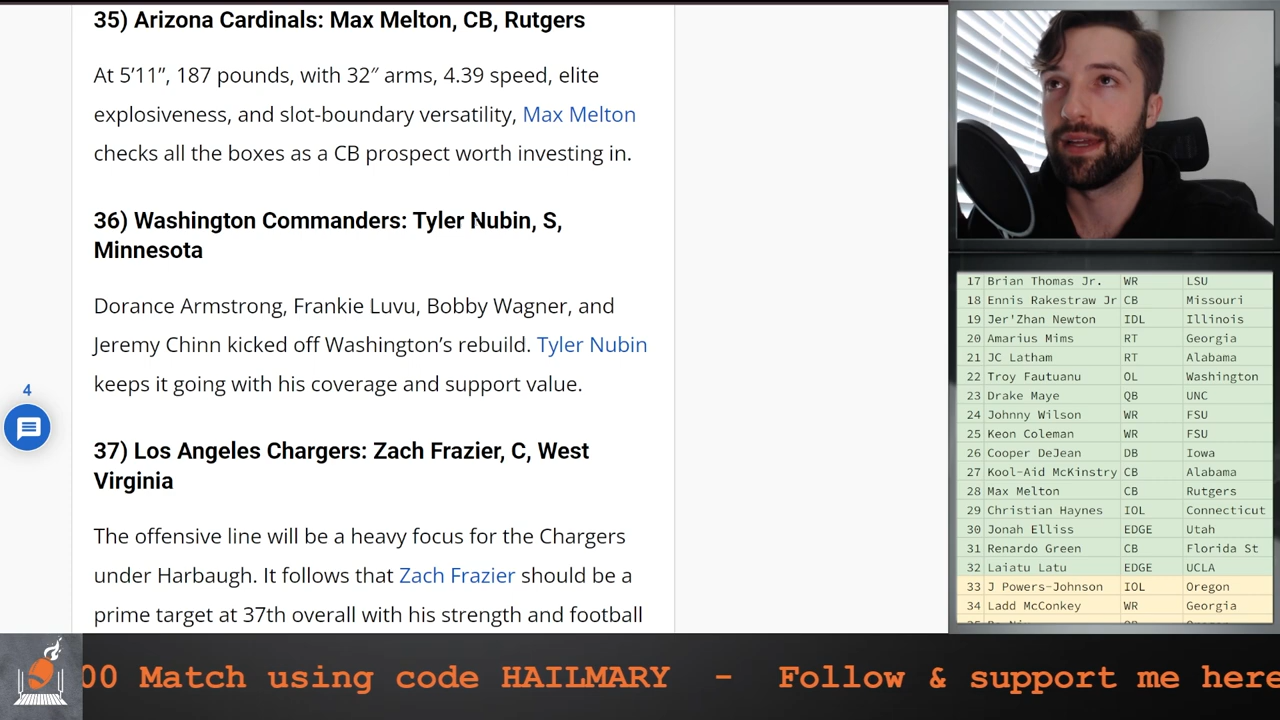 35) Arizona Cardinals: Max Melton, CB, Rutgers
At 5’11”, 187 pounds, with 32″ arms, 4.39 speed, elite
explosiveness, and slot-boundary versatility, Max Melton
checks all the boxes as a CB prospect worth investing in.
36) Washington Commanders: Tyler Nubin, S,
Minnesota
Dorance Armstrong, Frankie Luvu, Bobby Wagner, and
Jeremy Chinn kicked off Washington’s rebuild. Tyler Nubin
keeps it going with his coverage and support value.
4
37) Los Angeles Chargers: Zach Frazier, C, West
Virginia
The offensive line will be a heavy focus for the Chargers
under Harbaugh. It follows that Zach Frazier should be a
prime target at 37th overall with his strength and football
17 Brian Thomas Jr. WR LSU
18 Ennis Rakestraw Jr CB Missouri
19 Jer'Zhan Newton IDL Illinois
20 Amarius Mims RT Georgia
21 JC Latham RT Alabama
22 Troy Fautuanu OL Washington
23 Drake Maye QB UNC
24 Johnny Wilson WR FSU
25 Keon Coleman WR FSU
26 Cooper DeJean DB Iowa
27 Kool-Aid McKinstry CB Alabama
28 Max Melton CB Rutgers
29 Christian Haynes IOL Connecticut
30 Jonah Elliss EDGE Utah
31 Renardo Green CB Florida St
32 Laiatu Latu EDGE UCLA
33 J Powers-Johnson IOL Oregon
34 Ladd McConkey WR Georgia
00 Match using code HAILMARY - Follow & support me here